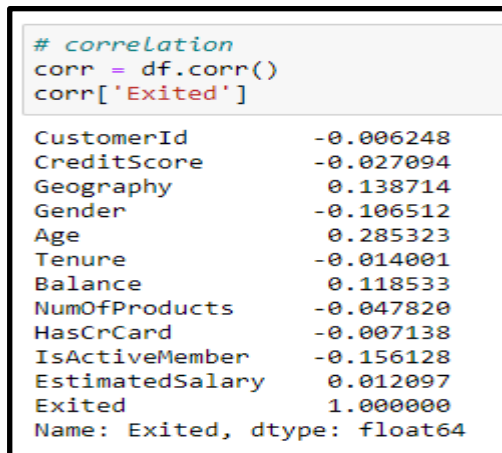 # correlation
corr = df.corr()
corr['Exited']
CustomerId -0.006248
CreditScore -0.027094
Geography 0.138714
Gender -0.106512
Age 0.285323
Tenure -0.014001
Balance 0.118533
NumOfProducts -0.047820
HasCrCard -0.007138
IsActiveMember -0.156128
EstimatedSalary 0.012097
Exited 1.000000
Name: Exited, dtype: float64